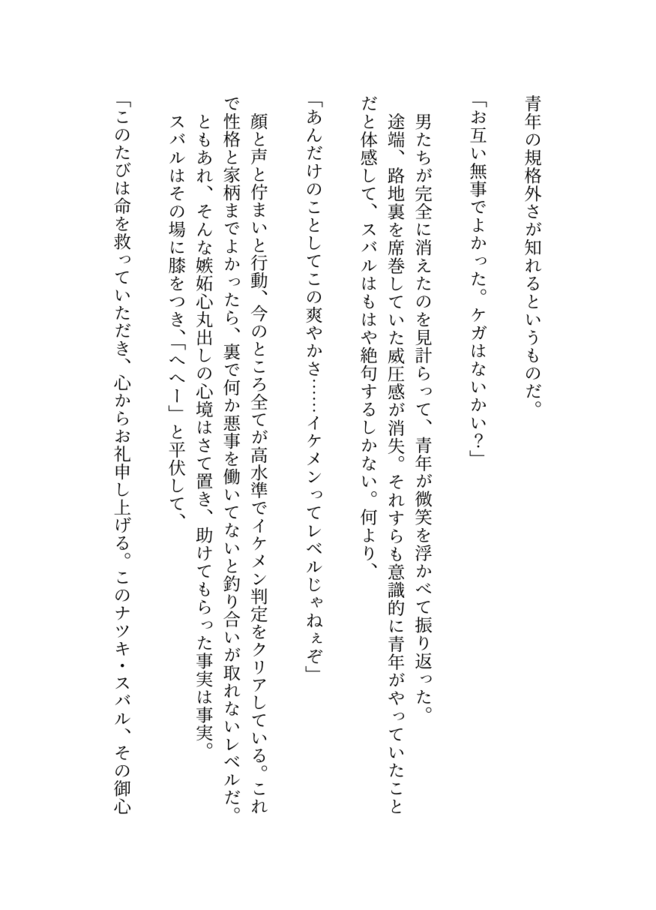 青年の規格外さが知れるというものだ。
「お互い無事でよかった。ケガはないかい？」
男たちが完全に消えたのを見計らって、青年が微笑を浮かべて振り返った。
途端、路地裏を席巻していた威圧感が消失。それすらも意識的に青年がやっていたこと
だと体感して、スバルはもはや絶句するしかない。何より、
「あんだけのことしてこの爽やかさ……イケメンってレベルじゃねぇぞ」
顔と声と佇まいと行動、今のところ全てが高水準でイケメン判定をクリアしている。これ
で性格と家柄までよかったら、裏で何か悪事を働いてないと釣り合いが取れないレベルだ。
ともあれ、そんな嫉妬心丸出しの心境はさて置き、助けてもらった事実は事実。
スバルはその場に膝をつき、「へへー」と平伏して、
「このたびは命を救っていただき、心からお礼申し上げる。このナツキ・スバル、その御心